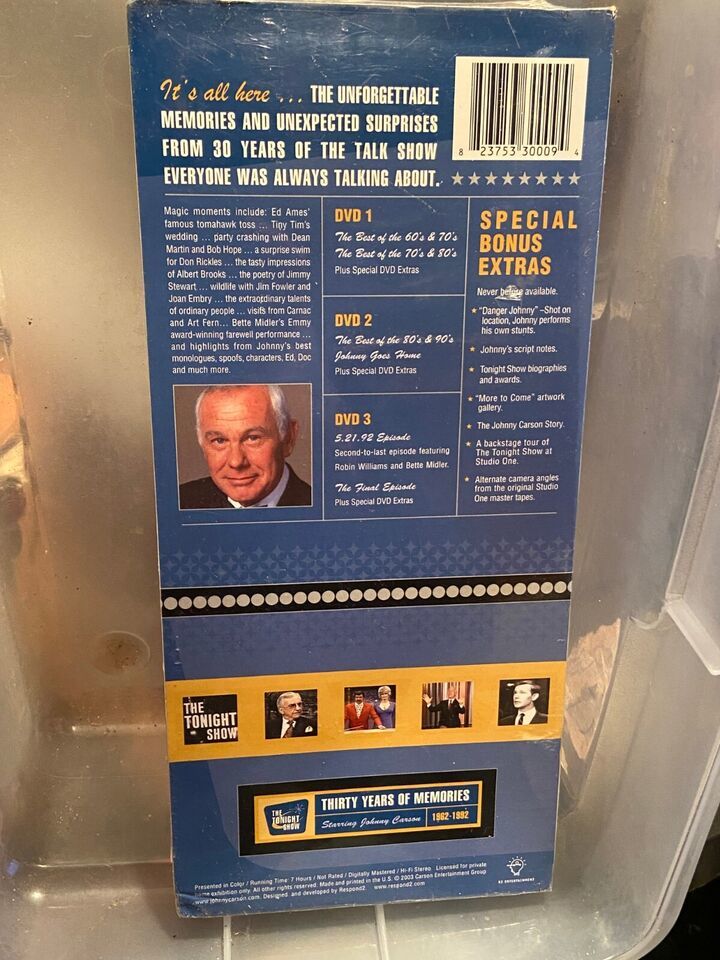 It's all here ... THE UNFORGETTABLE
MEMORIES AND UNEXPECTED SURPRISES
FROM 30 YEARS OF THE TALK SHOW
EVERYONE WAS ALWAYS TALKING ABOUT.
8 23753 30009 4
Magic moments include: Ed Ames'
famous tomahawk toss ... Tiny Tim's
wedding ... party crashing with Dean
Martin and Bob Hope ... a surprise swim
for Don Rickles ... the tasty impressions
of Albert Brooks ... the poetry of Jimmy
Stewart ... wildlife with Jim Fowler and
Joan Embry ... the extraordinary talents
of ordinary people ... visits from Carnac
and Art Fern... Bette Midler's Emmy
award-winning farewell performance ...
and highlights from Johnny's best
monologues, spoofs, characters, Ed, Doc
and much more.
DVD 1
The Best of the 60's & 70's
The Best of the 70's & 80's
Plus Special DVD Extras
DVD 2
The Best of the 80's & 90's
Johnny Goes Home
Plus Special DVD Extras
DVD 3
5.21.92 Episode
Second-to-last episode featuring
Robin Williams and Bette Midler.
The Final Episode
Plus Special DVD Extras
SPECIAL
BONUS
EXTRAS
Never before available.
"Danger Johnny" –Shot on
location, Johnny performs
his own stunts.
Johnny's script notes.
Tonight Show biographies
and awards.
"More to Come" artwork
gallery.
The Johnny Carson Story.
A backstage tour of
The Tonight Show at
Studio One.
Alternate camera angles
from the original Studio
One master tapes.
THE
TONIGHT
SHOW
THE
TONIGHT
SHOW
THIRTY YEARS OF MEMORIES
Starring Johnny Carson 1962-1992
Presented in Color / Running Time: 7 Hours / Not Rated / Digitally Mastered / Hi-Fi Stereo Licensed for private
home exhibition only. All other rights reserved. Made and printed in the U.S. © 2003 Carson Entertainment Group
www.johnnycarson.com. Designed and developed by Respond2 www.respond2.com
ENTERTAINMENT